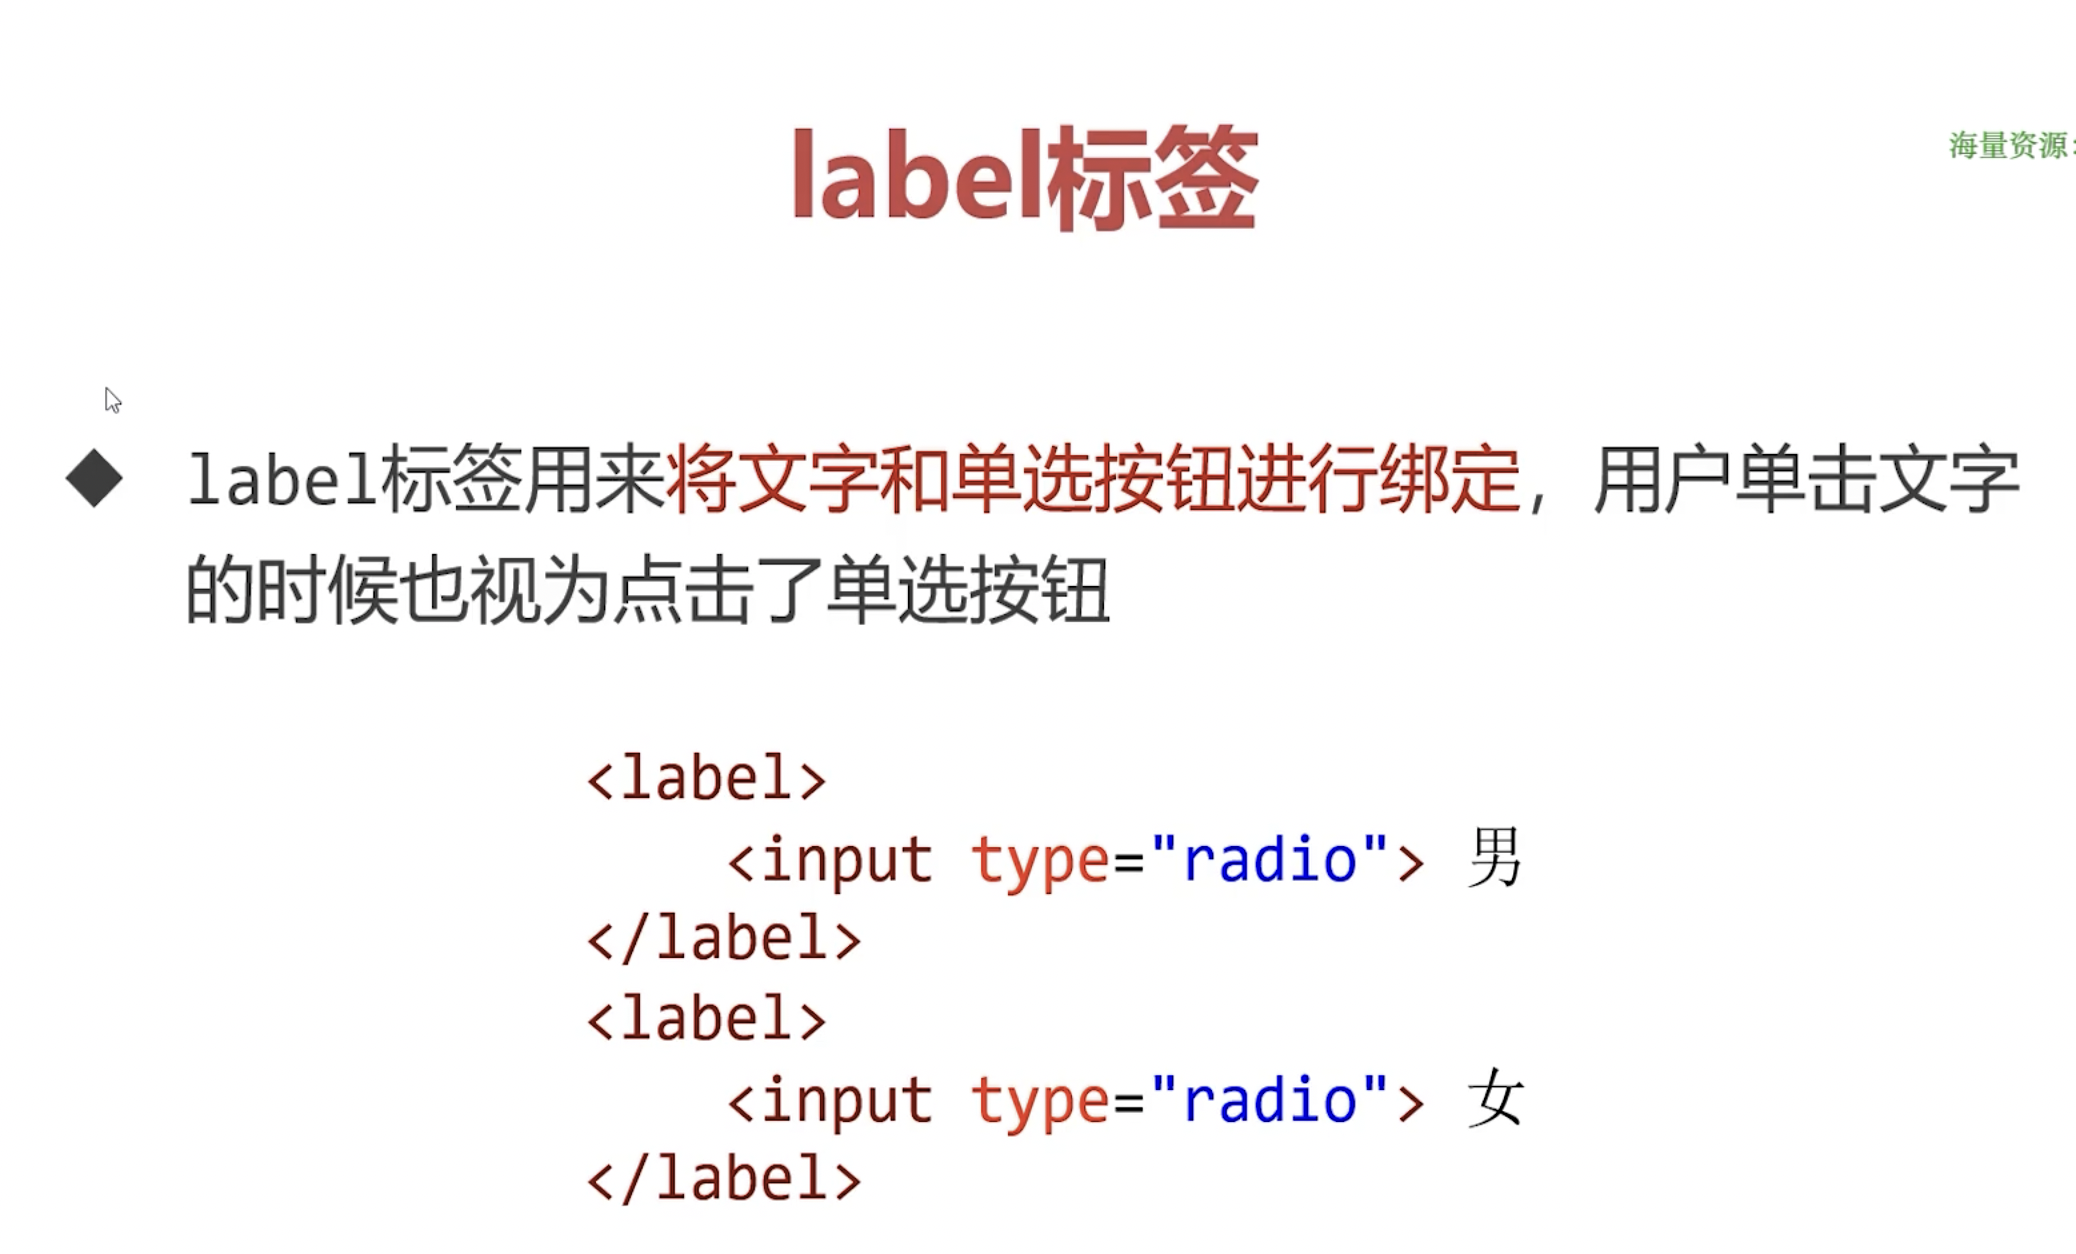 label标签
海量资源:
label标签用来将文字和单选按钮进行绑定，用户单击文字
的时候也视为点击了单选按钮
<label>
<input type="radio"> 男
</label>
<label>
<input type="radio"> 女
</label>